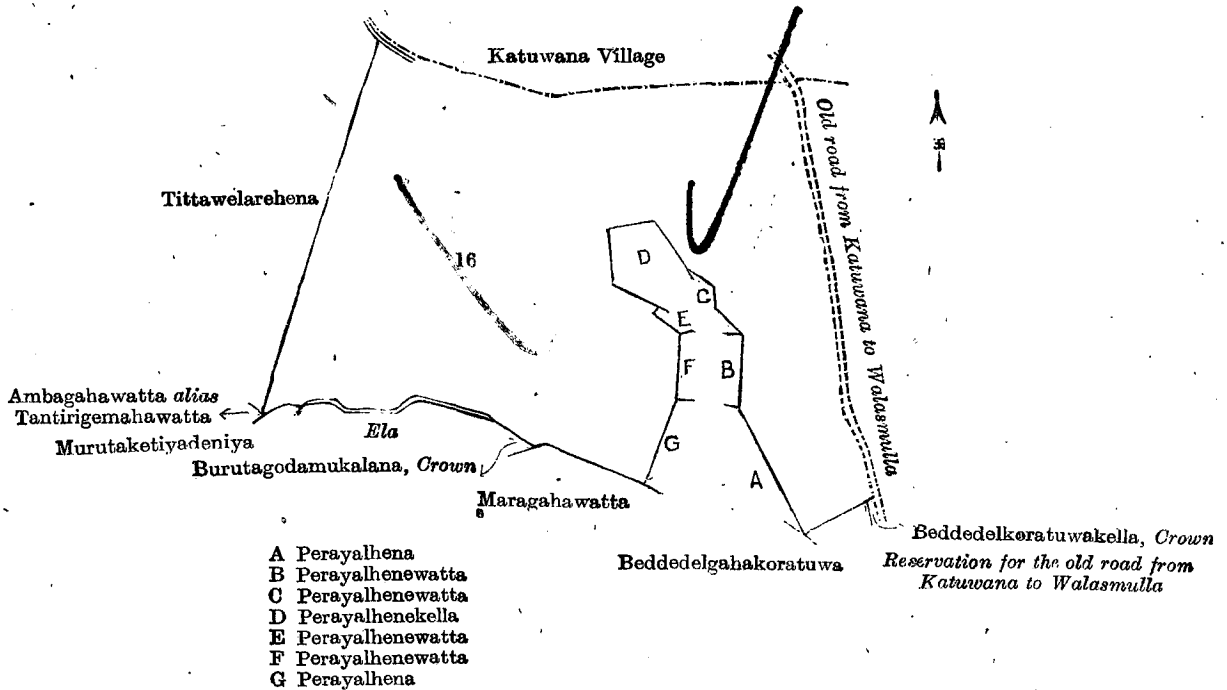 Katuwana Village
Old road from Katuwana to Walasmulla
Tittawelarehena
16
D
C
E
F
B
G
A
Ambagahawatta alias
Tantirigemahawatta
Murutaketiyadeniya
Ela
Burutagodamukalana, Crown
Maragahawatta
Beddedelgahakoratuwa
Beddedelkoratuwakella, Crown
Reservation for the old road from
Katuwana to Walasmulla
A Perayalhena
B Perayalhenewatta
C Perayalhenewatta
D Perayalhenekella
E Perayalhenewatta
F Perayalhenewatta
G Perayalhena